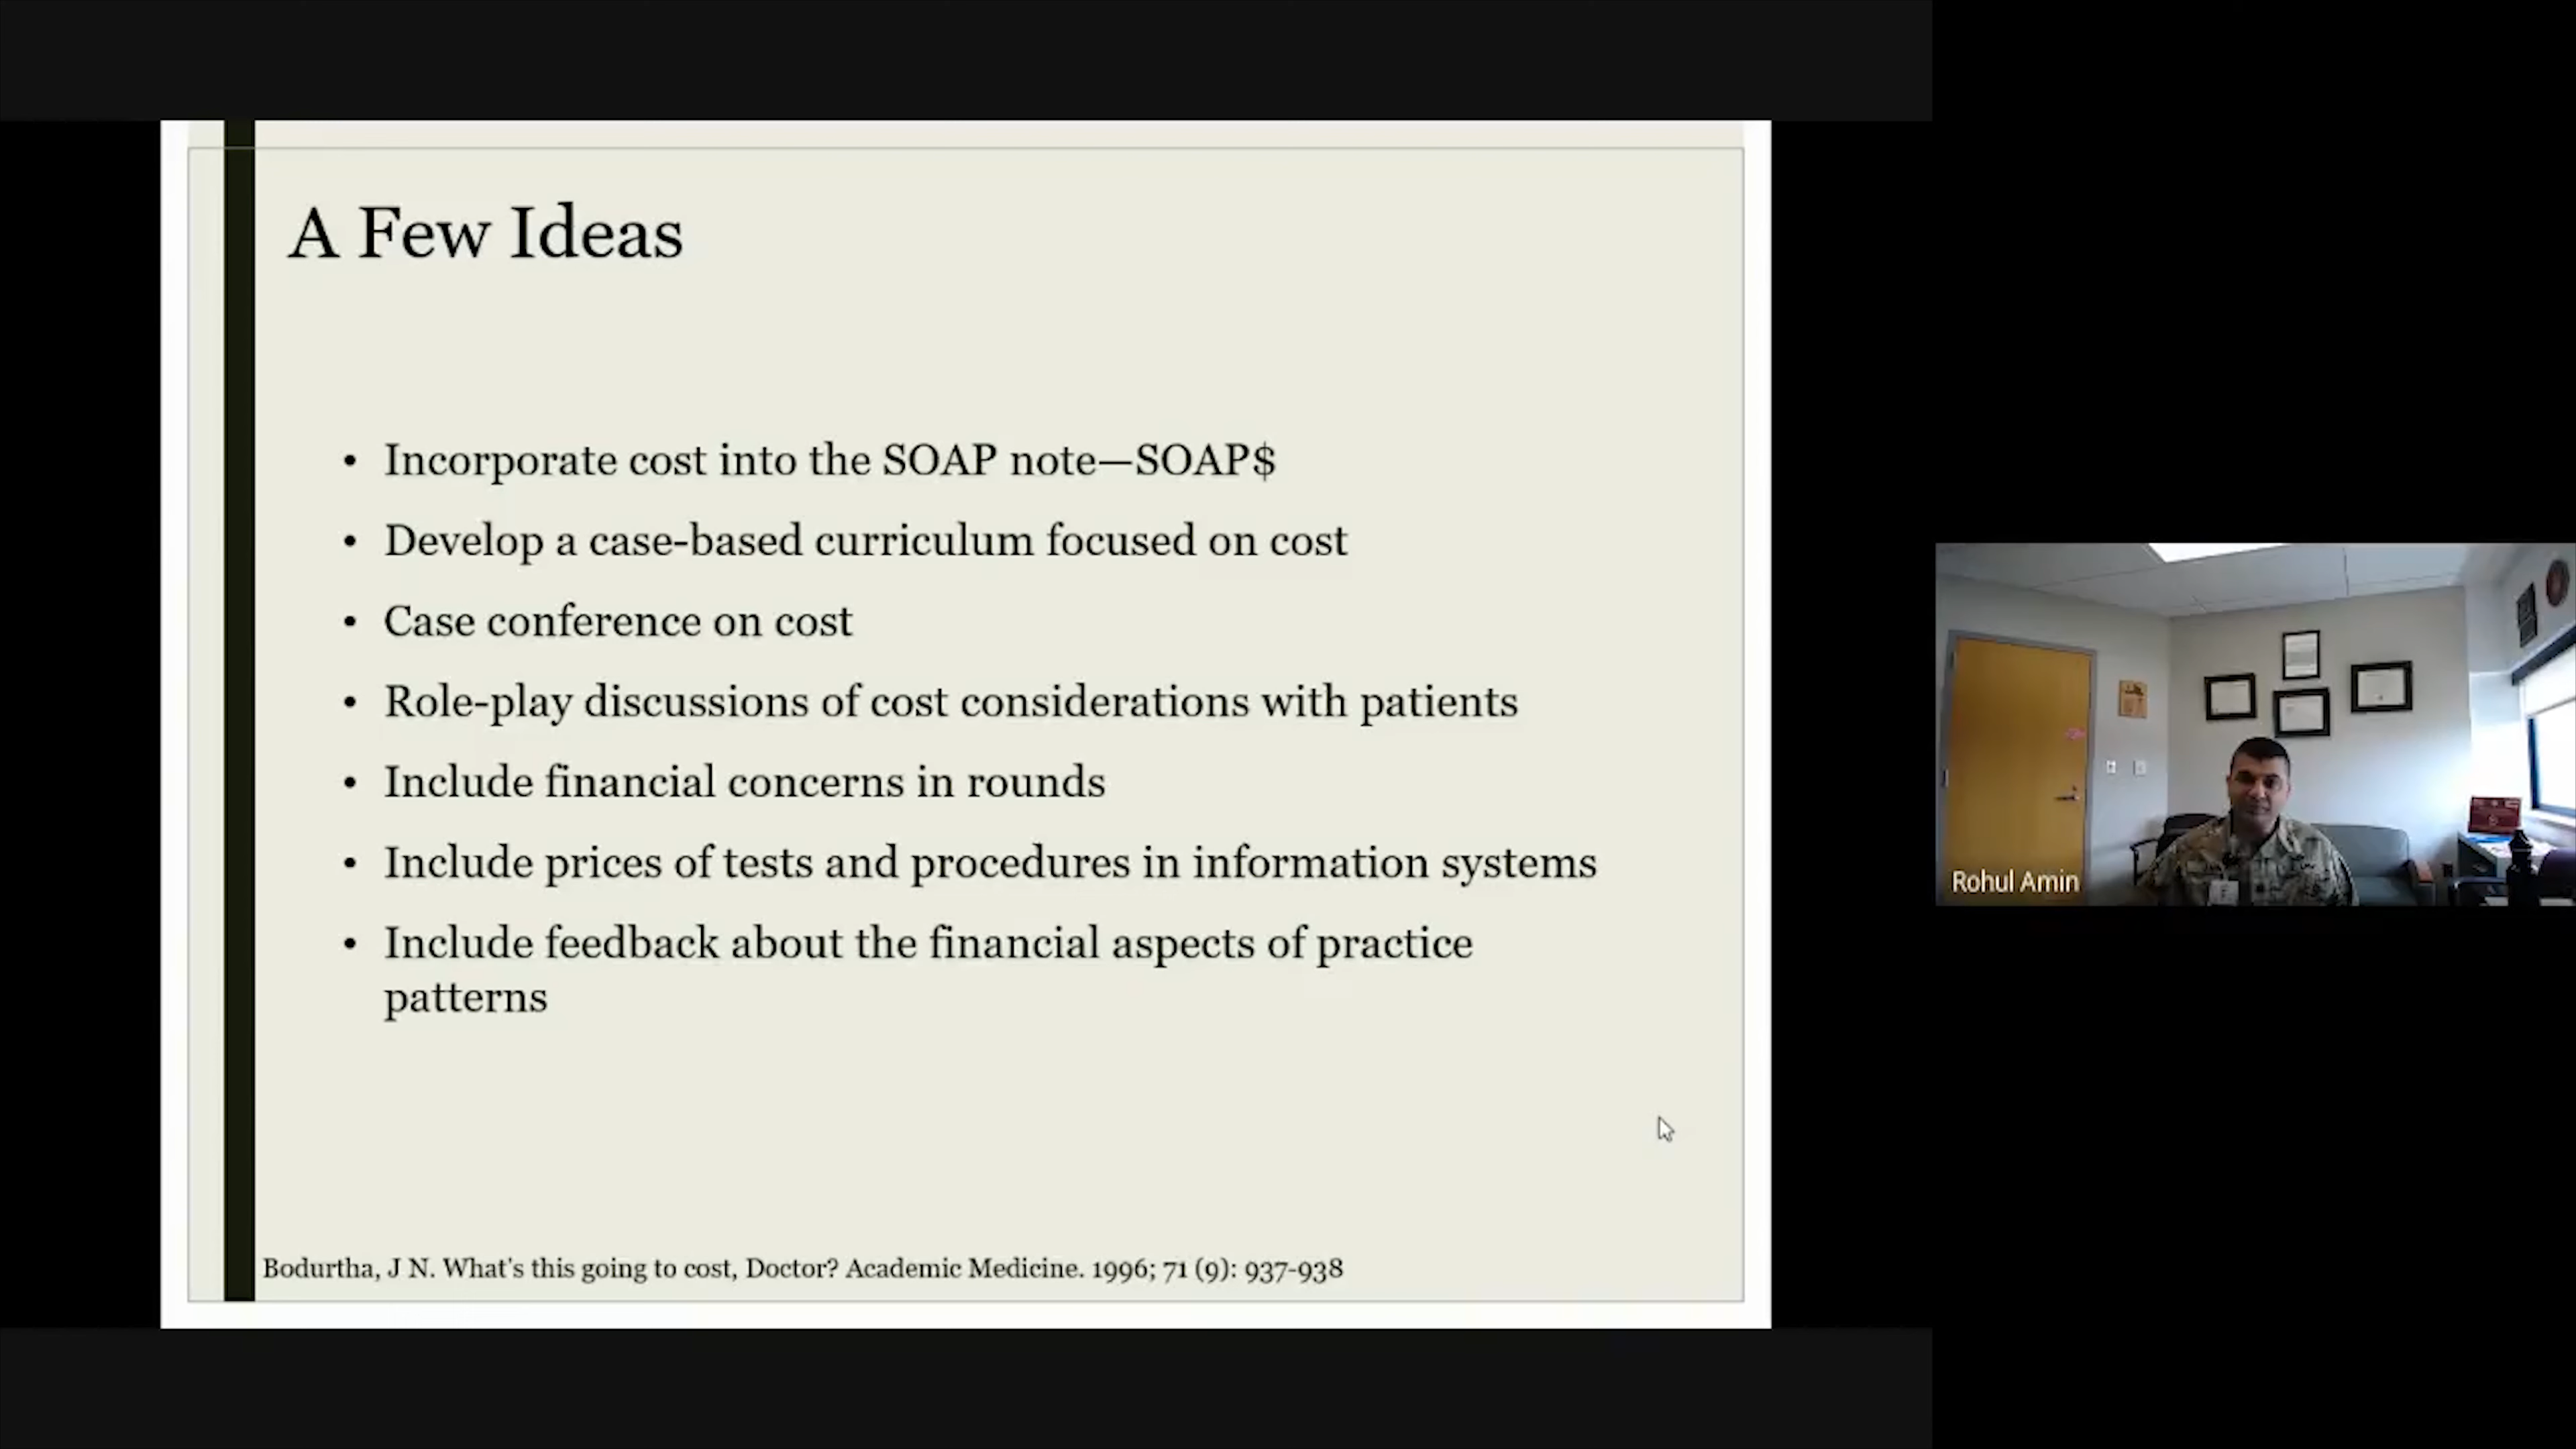 A Few Ideas
• Incorporate cost into the SOAP note—SOAP$
• Develop a case-based curriculum focused on cost
• Case conference on cost
• Role-play discussions of cost considerations with patients
• Include financial concerns in rounds
• Include prices of tests and procedures in information systems
• Include feedback about the financial aspects of practice
patterns
Bodurtha, J N. What's this going to cost, Doctor? Academic Medicine. 1996; 71 (9): 937-938
Rohul Amin